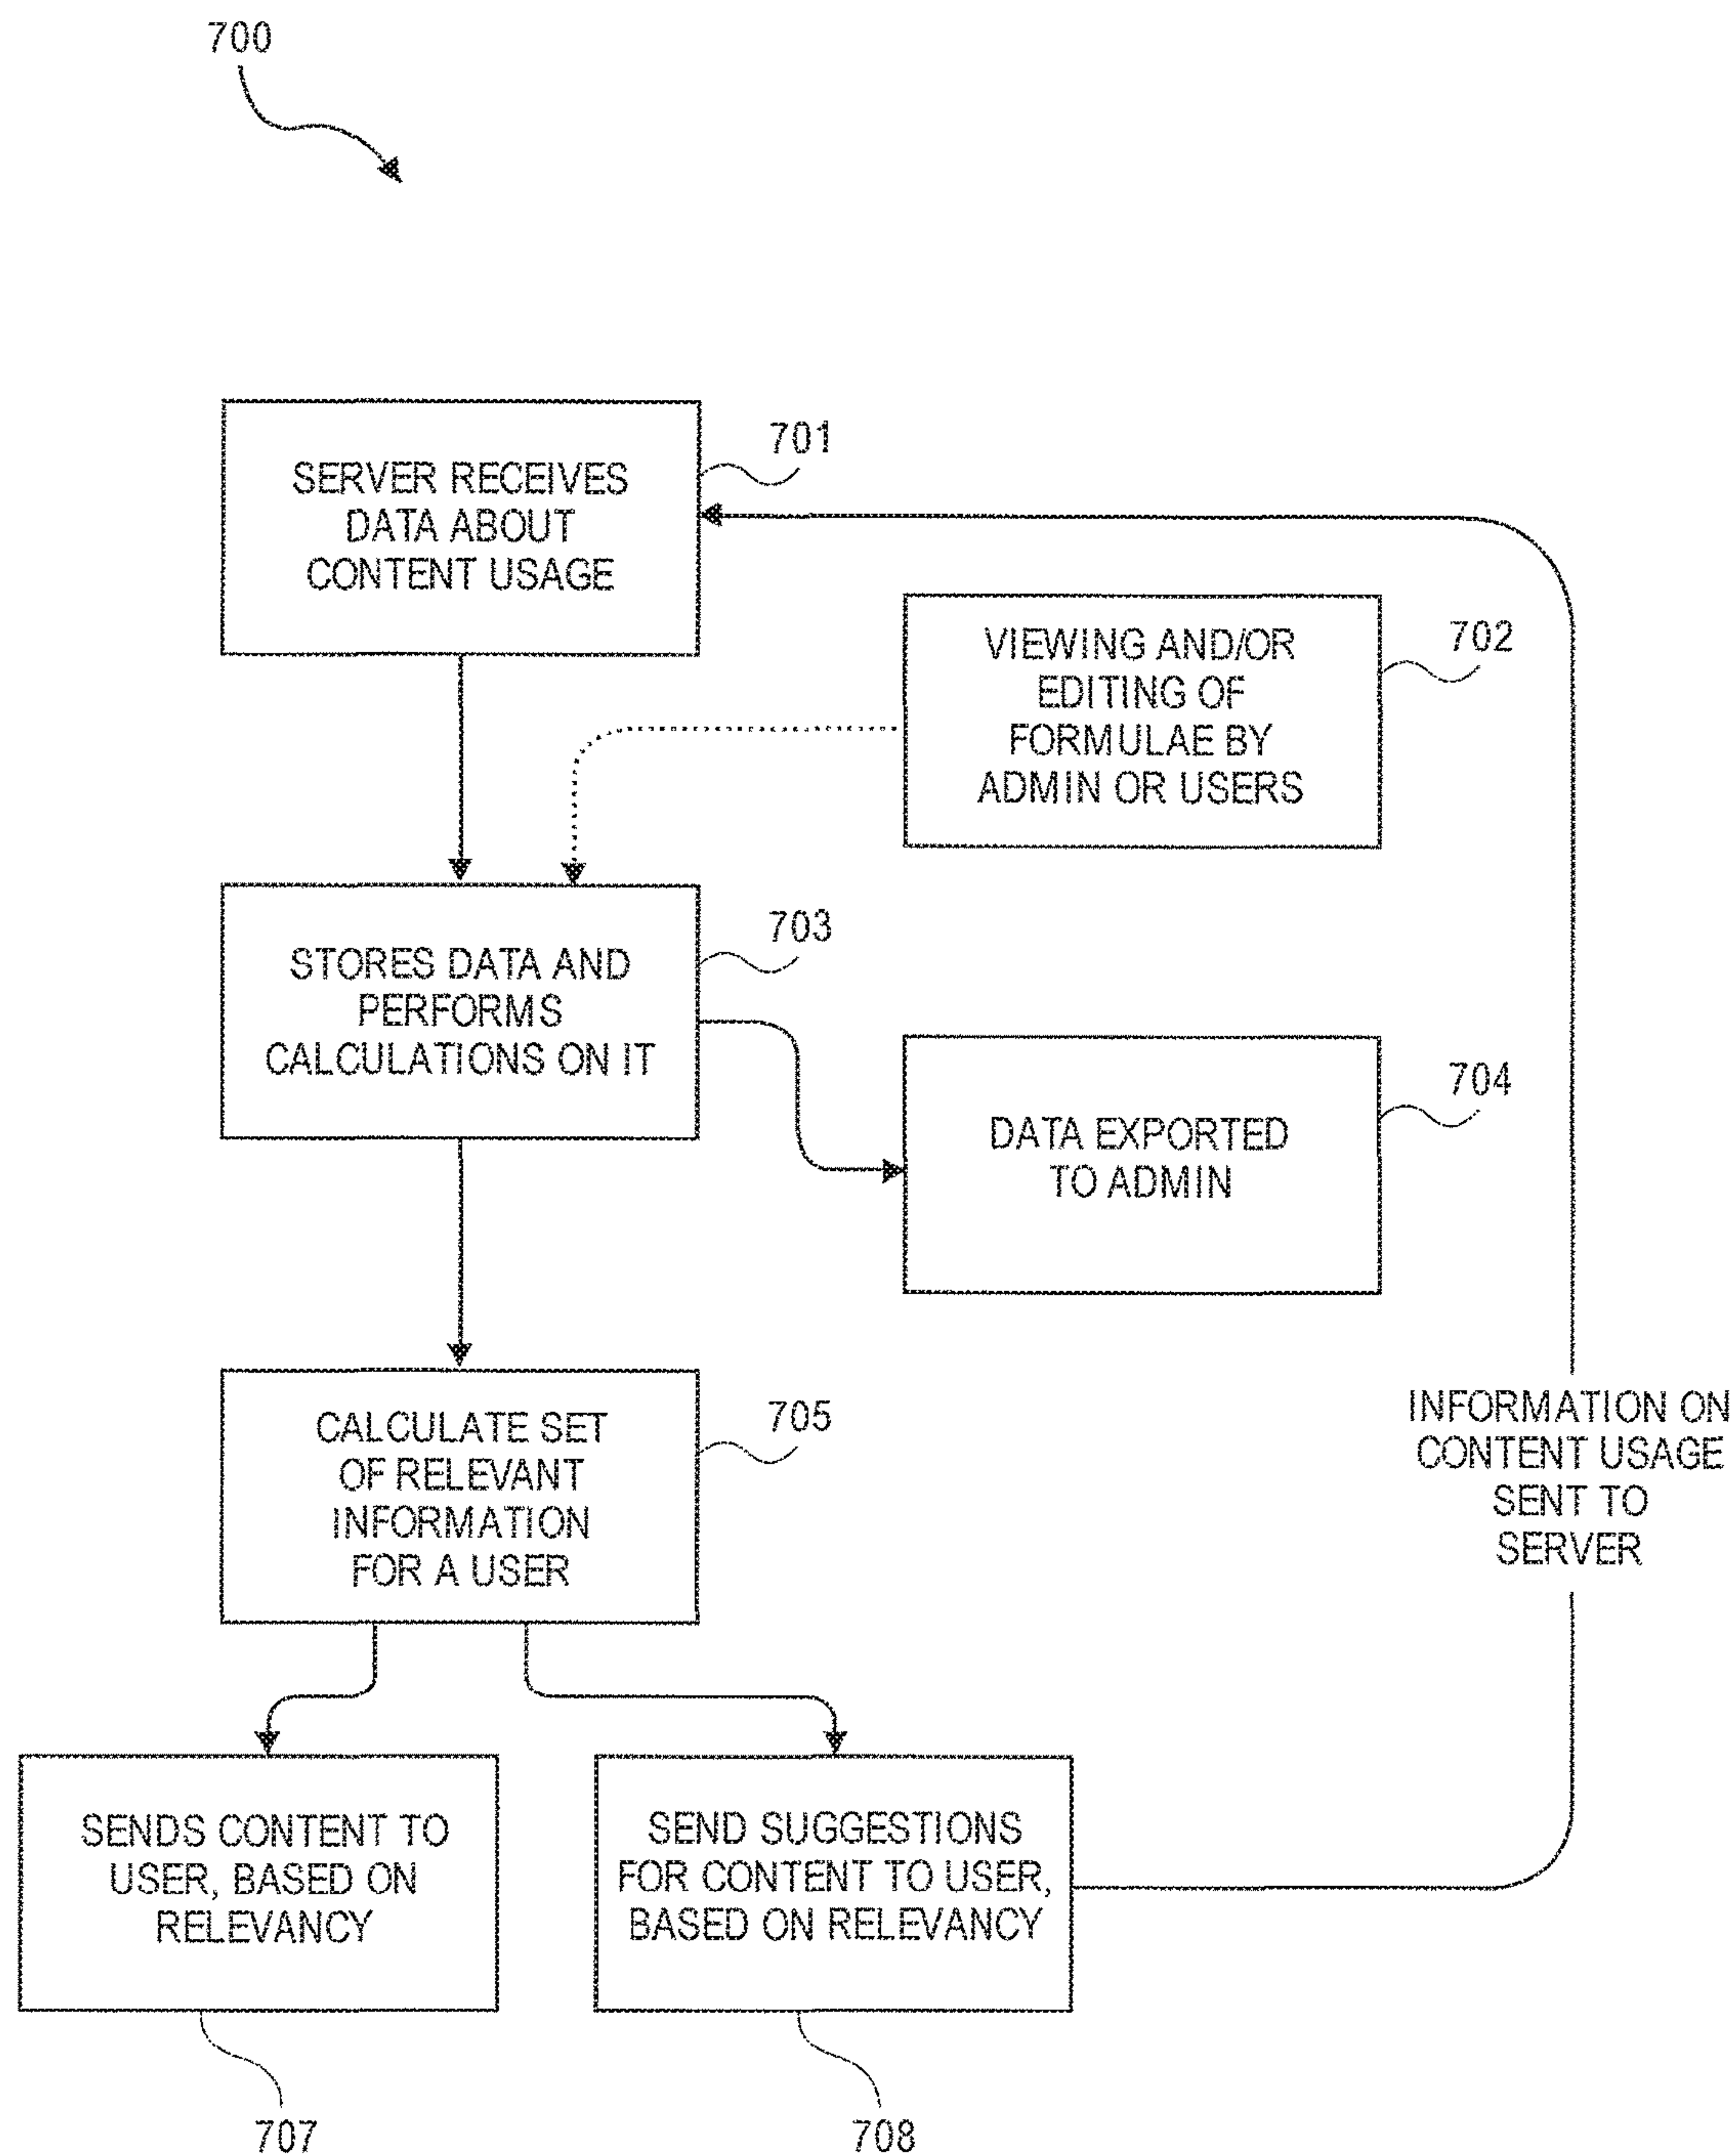 700
SERVER RECEIVES
DATA ABOUT
CONTENT USAGE
701
VIEWING AND/OR
EDITING OF
FORMULAE BY
ADMIN OR USERS
702
STORES DATA AND
PERFORMS
CALCULATIONS ON IT
703
DATA EXPORTED
TO ADMIN
704
CALCULATE SET
OF RELEVANT
INFORMATION
FOR A USER
705
INFORMATION ON
CONTENT USAGE
SENT TO
SERVER
SENDS CONTENT TO
USER, BASED ON
RELEVANCY
707
SEND SUGGESTIONS
FOR CONTENT TO USER,
BASED ON RELEVANCY
708